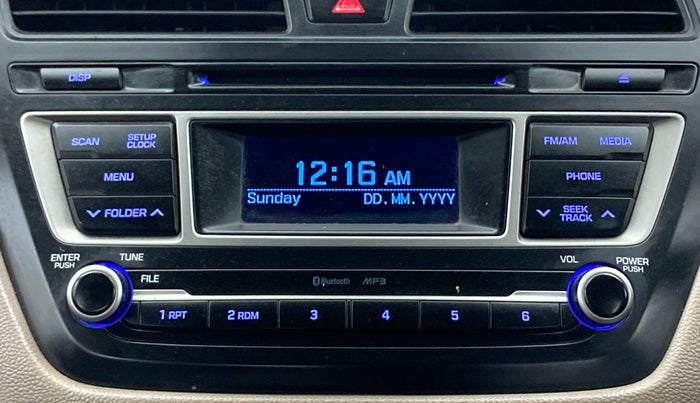 DISP
SCAN
SETUP
CLOCK
MENU
FOLDER
12:16 AM
Sunday DD.MM.YYYY
FM/AM
MEDIA
PHONE
SEEK
TRACK
ENTER
PUSH
TUNE
FILE
Bluetooth
MP3
VOL
POWER
PUSH
1 RPT
2 RDM
3
4
5
6